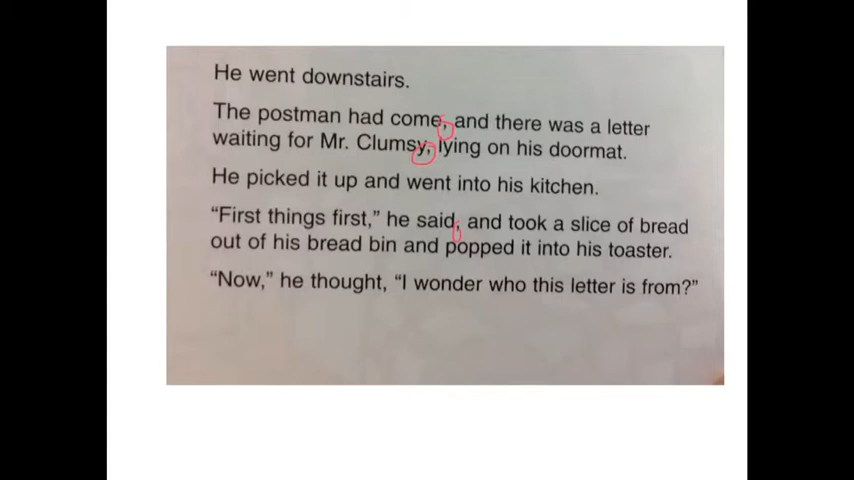 He went downstairs.
The postman had come, and there was a letter
waiting for Mr. Clumsy, lying on his doormat.
He picked it up and went into his kitchen.
“First things first,” he said, and took a slice of bread
out of his bread bin and popped it into his toaster.
“Now,” he thought, “I wonder who this letter is from?”